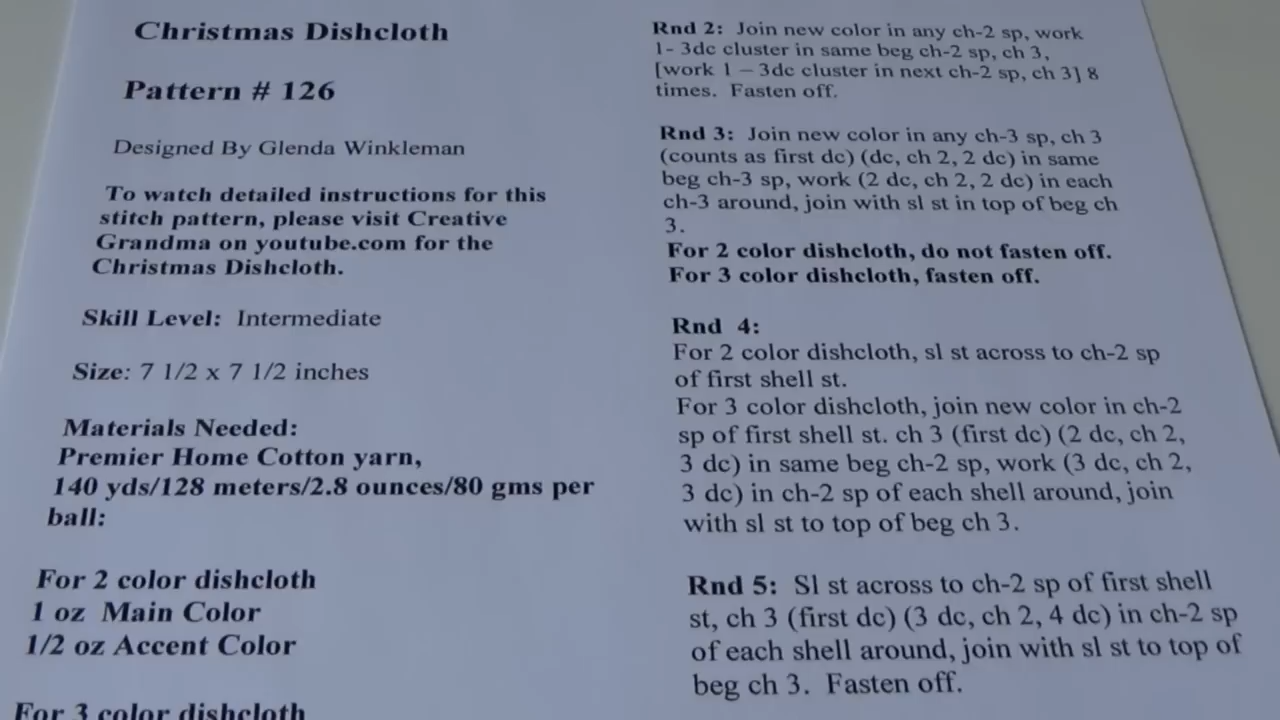 Christmas Dishcloth
Pattern # 126
Designed By Glenda Winkleman
To watch detailed instructions for this
stitch pattern, please visit Creative
Grandma on youtube.com for the
Christmas Dishcloth.
Skill Level: Intermediate
Size: 7 1/2 x 7 1/2 inches
Materials Needed:
Premier Home Cotton yarn,
140 yds/128 meters/2.8 ounces/80 gms per
ball:
For 2 color dishcloth
1 oz Main Color
1/2 oz Accent Color
For 3 color dishcloth
Rnd 2: Join new color in any ch-2 sp, work
1- 3dc cluster in same beg ch-2 sp, ch 3,
[work 1 – 3dc cluster in next ch-2 sp, ch 3] 8
times. Fasten off.
Rnd 3: Join new color in any ch-3 sp, ch 3
(counts as first dc) (dc, ch 2, 2 dc) in same
beg ch-3 sp, work (2 dc, ch 2, 2 dc) in each
ch-3 around, join with sl st in top of beg ch
3.
For 2 color dishcloth, do not fasten off.
For 3 color dishcloth, fasten off.
Rnd 4:
For 2 color dishcloth, sl st across to ch-2 sp
of first shell st.
For 3 color dishcloth, join new color in ch-2
sp of first shell st. ch 3 (first dc) (2 dc, ch 2,
3 dc) in same beg ch-2 sp, work (3 dc, ch 2,
3 dc) in ch-2 sp of each shell around, join
with sl st to top of beg ch 3.
Rnd 5: Sl st across to ch-2 sp of first shell
st, ch 3 (first dc) (3 dc, ch 2, 4 dc) in ch-2 sp
of each shell around, join with sl st to top of
beg ch 3. Fasten off.